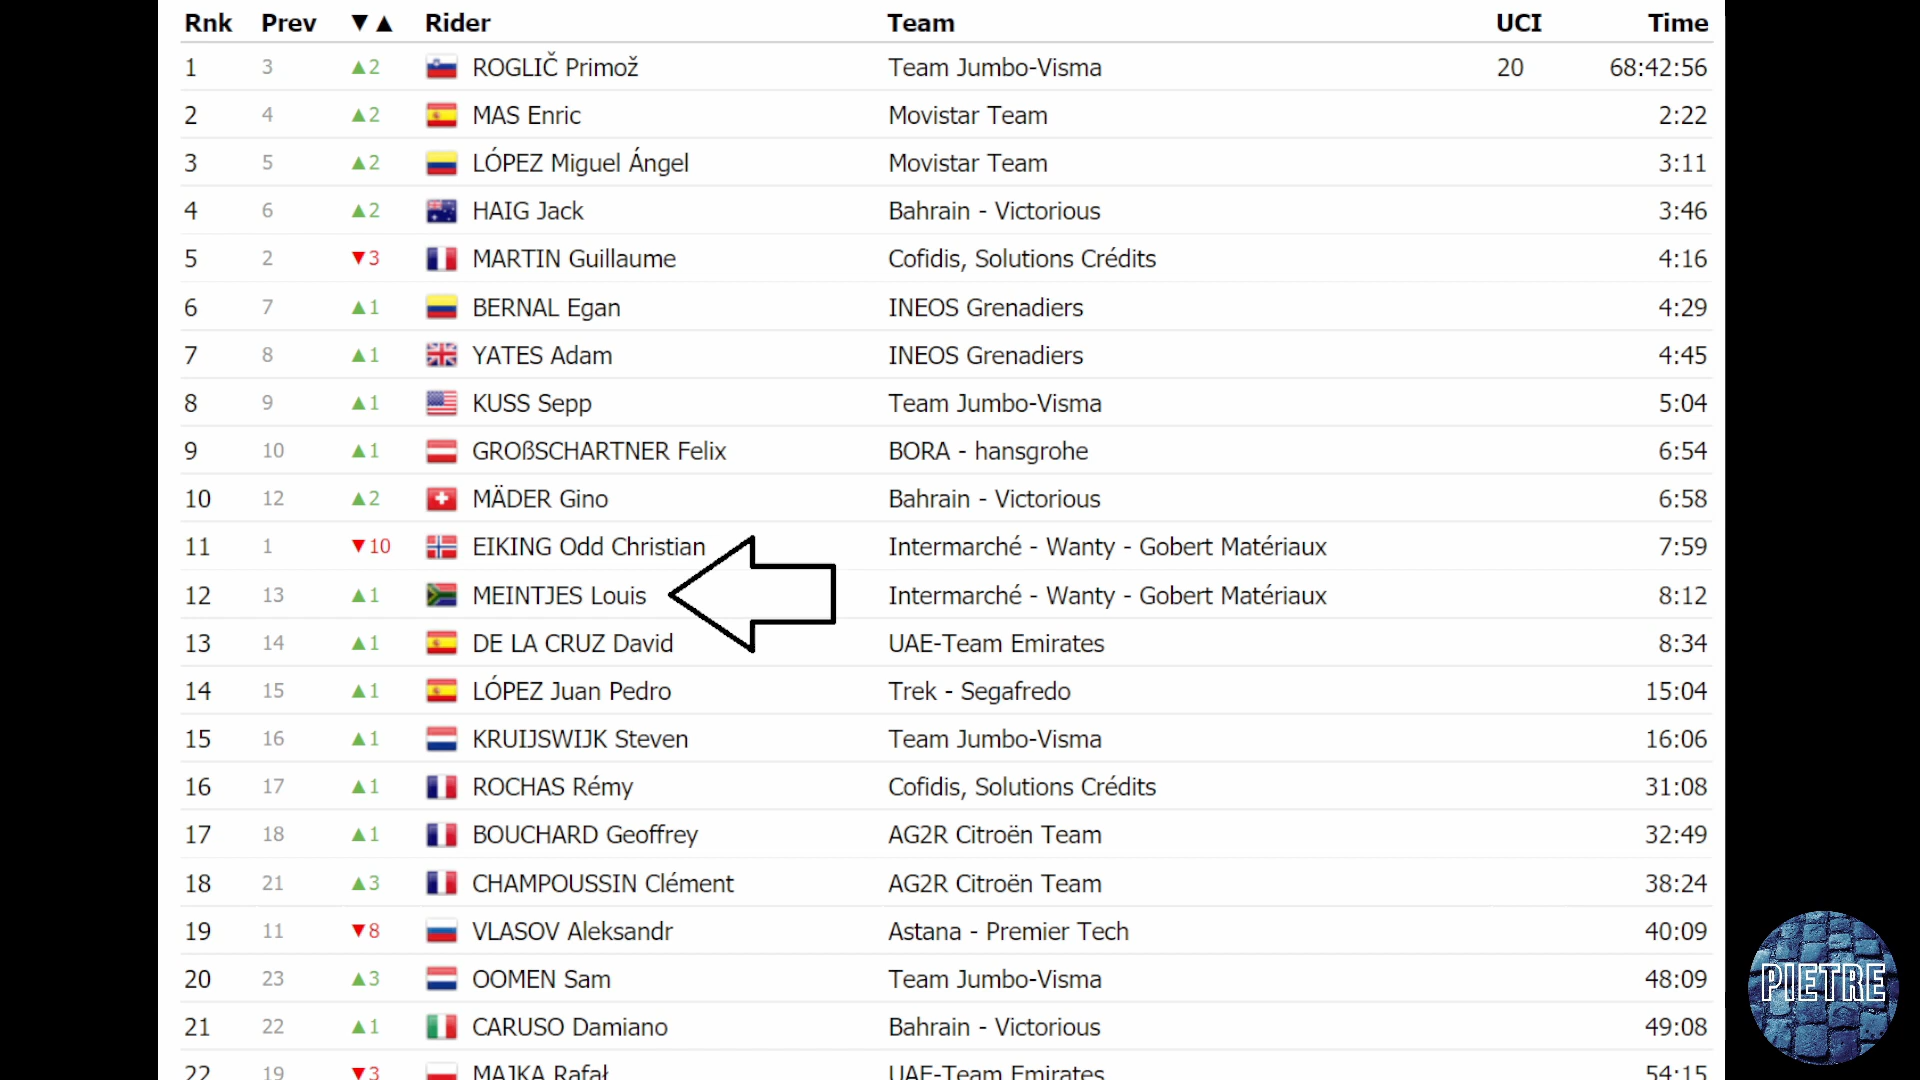 Rnk Prev ▼▲ Rider Team UCI Time
1 3 ▲2 ROGLIČ Primož Team Jumbo-Visma 20 68:42:56
2 4 ▲2 MAS Enric Movistar Team 2:22
3 5 ▲2 LÓPEZ Miguel Ángel Movistar Team 3:11
4 6 ▲2 HAIG Jack Bahrain - Victorious 3:46
5 2 ▼3 MARTIN Guillaume Cofidis, Solutions Crédits 4:16
6 7 ▲1 BERNAL Egan INEOS Grenadiers 4:29
7 8 ▲1 YATES Adam INEOS Grenadiers 4:45
8 9 ▲1 KUSS Sepp Team Jumbo-Visma 5:04
9 10 ▲1 GROßSCHARTNER Felix BORA - hansgrohe 6:54
10 12 ▲2 MÄDER Gino Bahrain - Victorious 6:58
11 1 ▼10 EIKING Odd Christian Intermarché - Wanty - Gobert Matériaux 7:59
12 13 ▲1 MEINTJES Louis Intermarché - Wanty - Gobert Matériaux 8:12
13 14 ▲1 DE LA CRUZ David UAE-Team Emirates 8:34
14 15 ▲1 LÓPEZ Juan Pedro Trek - Segafredo 15:04
15 16 ▲1 KRUIJSWIJK Steven Team Jumbo-Visma 16:06
16 17 ▲1 ROCHAS Rémy Cofidis, Solutions Crédits 31:08
17 18 ▲1 BOUCHARD Geoffrey AG2R Citroën Team 32:49
18 21 ▲3 CHAMPOUSSIN Clément AG2R Citroën Team 38:24
19 11 ▼8 VLASOV Aleksandr Astana - Premier Tech 40:09
20 23 ▲3 OOMEN Sam Team Jumbo-Visma 48:09
21 22 ▲1 CARUSO Damiano Bahrain - Victorious 49:08
22 19 ▼3 MAJKA Rafał UAE-Team Emirates 54:15
PIETRE